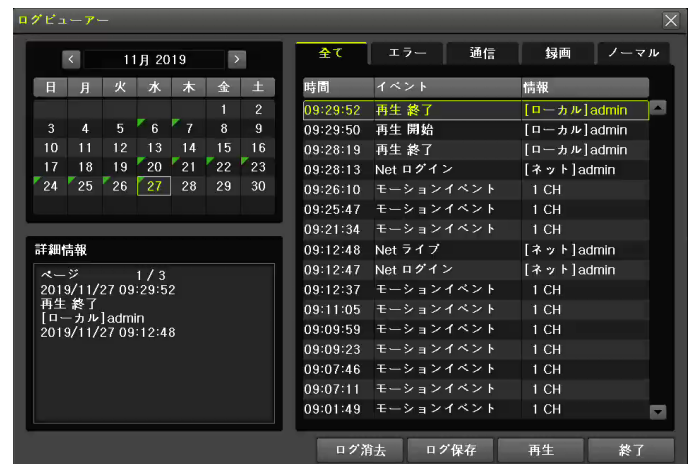 ログビューアー
11月 2019
日 月 火 水 木 金 土
1 2
3 4 5 6 7 8 9
10 11 12 13 14 15 16
17 18 19 20 21 22 23
24 25 26 27 28 29 30
詳細情報
ページ 1 / 3
2019/11/27 09:29:52
再生 終了
[ローカル]admin
2019/11/27 09:12:48
全て エラー 通信 録画 ノーマル
時間 イベント 情報
09:29:52 再生 終了 [ローカル]admin
09:29:50 再生 開始 [ローカル]admin
09:28:19 再生 終了 [ローカル]admin
09:28:13 Net ログイン [ネット]admin
09:26:10 モーションイベント 1 CH
09:25:47 モーションイベント 1 CH
09:21:34 モーションイベント 1 CH
09:12:48 Net ライブ [ネット]admin
09:12:47 Net ログイン [ネット]admin
09:12:37 モーションイベント 1 CH
09:11:05 モーションイベント 1 CH
09:09:59 モーションイベント 1 CH
09:09:23 モーションイベント 1 CH
09:07:46 モーションイベント 1 CH
09:07:11 モーションイベント 1 CH
09:01:49 モーションイベント 1 CH
ログ消去 ログ保存 再生 終了